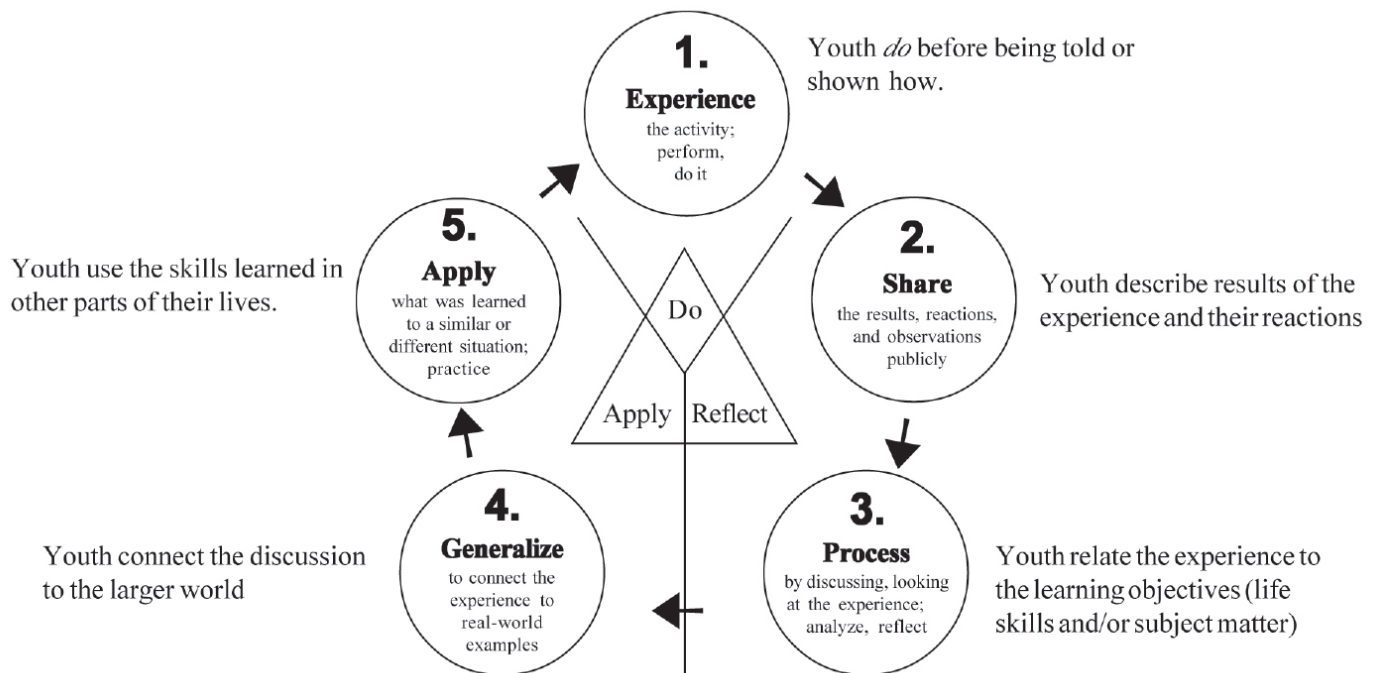 1.
Experience
the activity;
perform,
do it
Youth do before being told or
shown how.
2.
Share
the results, reactions,
and observations
publicly
Youth describe results of the
experience and their reactions
3.
Process
by discussing, looking
at the experience;
analyze, reflect
Youth relate the experience to
the learning objectives (life
skills and/or subject matter)
4.
Generalize
to connect the
experience to
real-world
examples
Youth connect the discussion
to the larger world
5.
Apply
what was learned
to a similar or
different situation;
practice
Youth use the skills learned in
other parts of their lives.
Do
Apply
Reflect